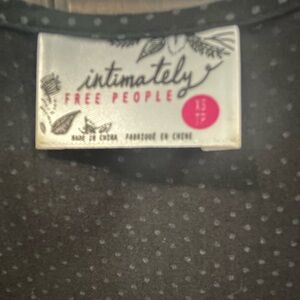 intimately
FREE PEOPLE
XS
TP
MADE IN CHINA FABRIQUÉ EN CHINE